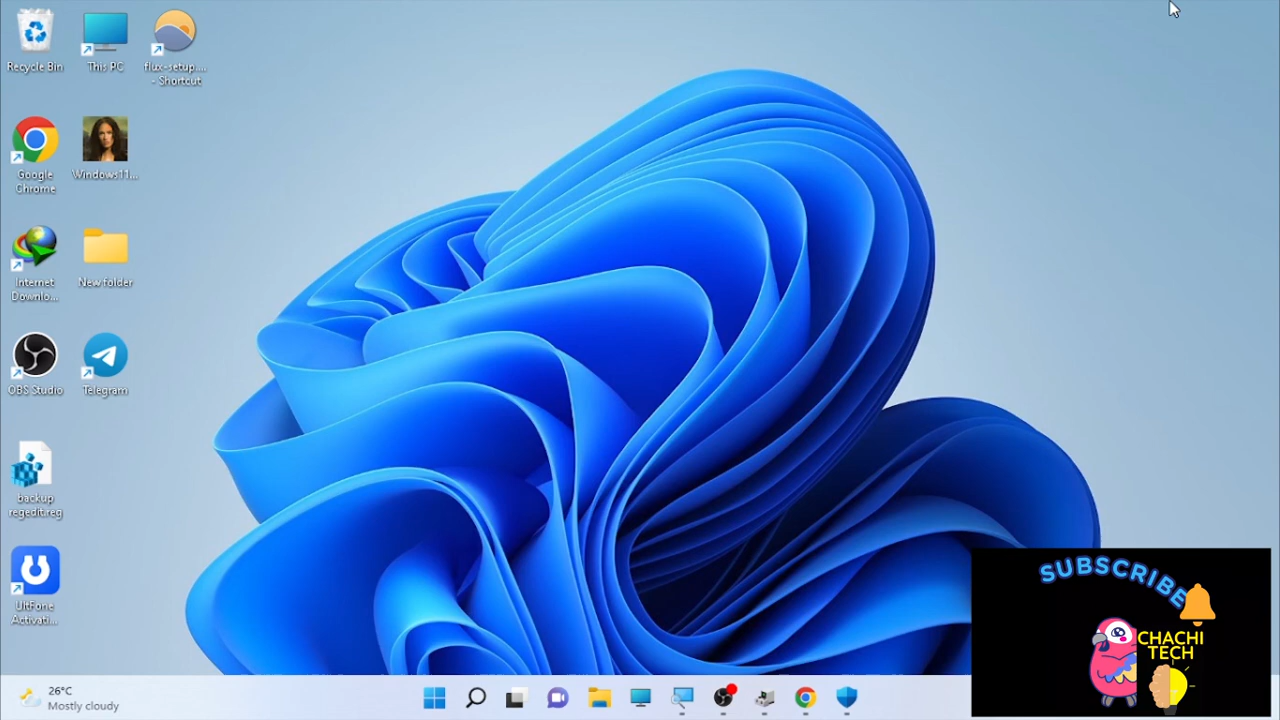 Recycle Bin
This PC
flux-setup....
- Shortcut
Google
Chrome
Windows11...
Internet
Downlo...
New folder
OBS Studio
Telegram
backup
regedit.reg
UltFone
Activati...
SUBSCRIBE
CHACHI
TECH
26°C
Mostly cloudy